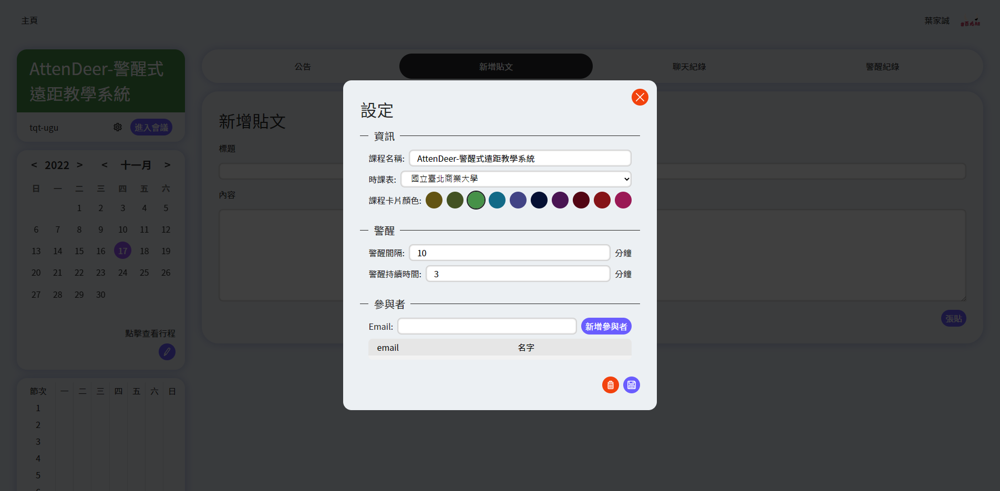 主頁
葉家誠
AttenDeer-警醒式
遠距教學系統
tqt-ugu
進入會議
< 2022 > < 十一月 >
日 一 二 三 四 五 六
1 2 3 4 5
6 7 8 9 10 11 12
13 14 15 16 17 18 19
20 21 22 23 24 25 26
27 28 29 30
點擊查看行程
節次 一 二 三 四 五 六 日
1
2
3
4
5
公告 新增貼文 聊天紀錄 警醒紀錄
新增貼文
標題
內容
張貼
設定
資訊
課程名稱: AttenDeer-警醒式遠距教學系統
時課表: 國立臺北商業大學
課程卡片顏色:
警醒
警醒間隔: 10 分鐘
警醒持續時間: 3 分鐘
參與者
Email: 新增參與者
email 名字